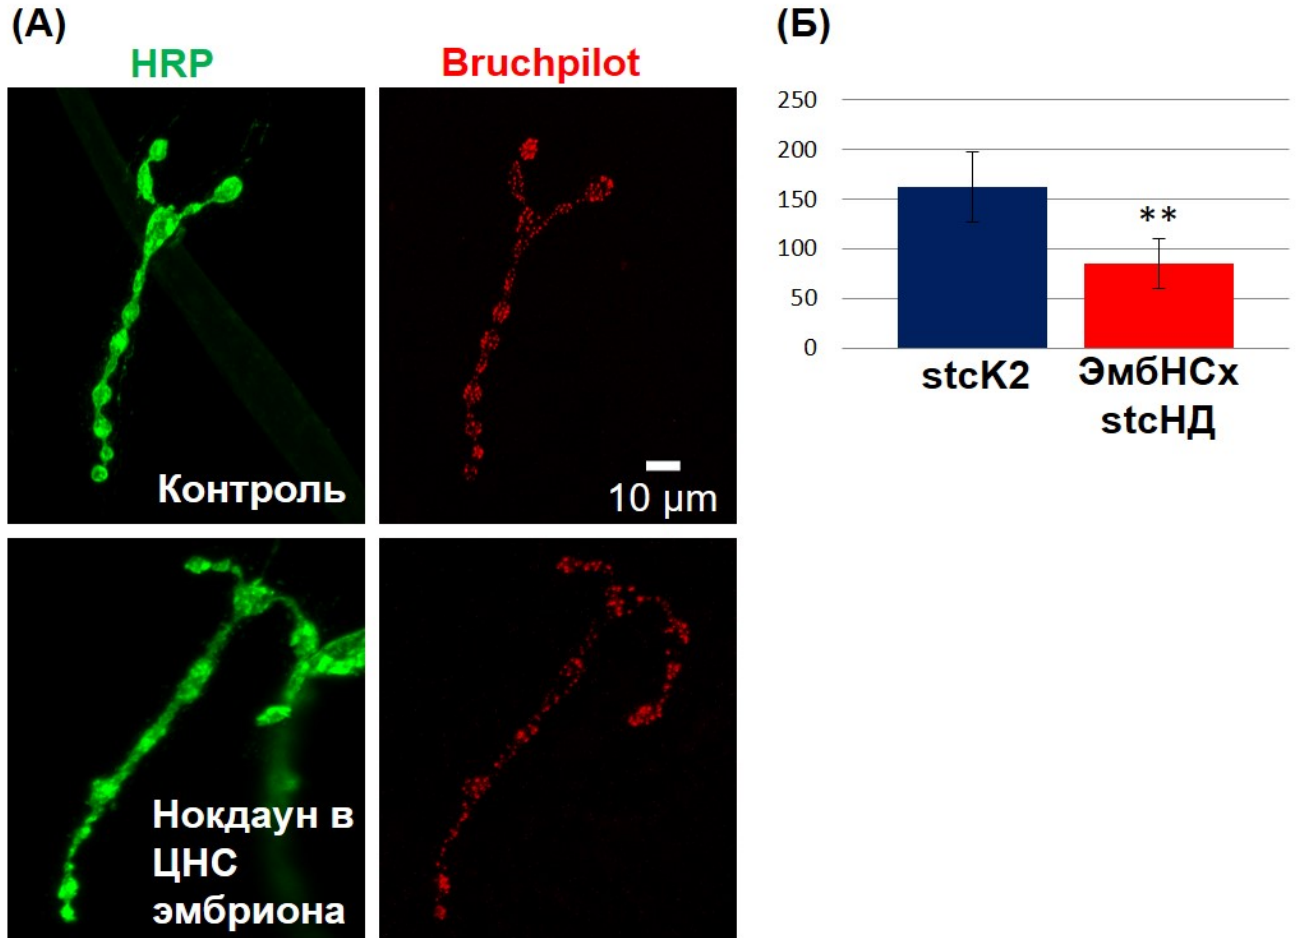 (А)
HRP
Bruchpilot
Контроль
10 µm
Нокдаун в
ЦНС
эмбриона
(Б)
250
200
150
100
50
0
**
stcK2
ЭмбНСх
stcНД